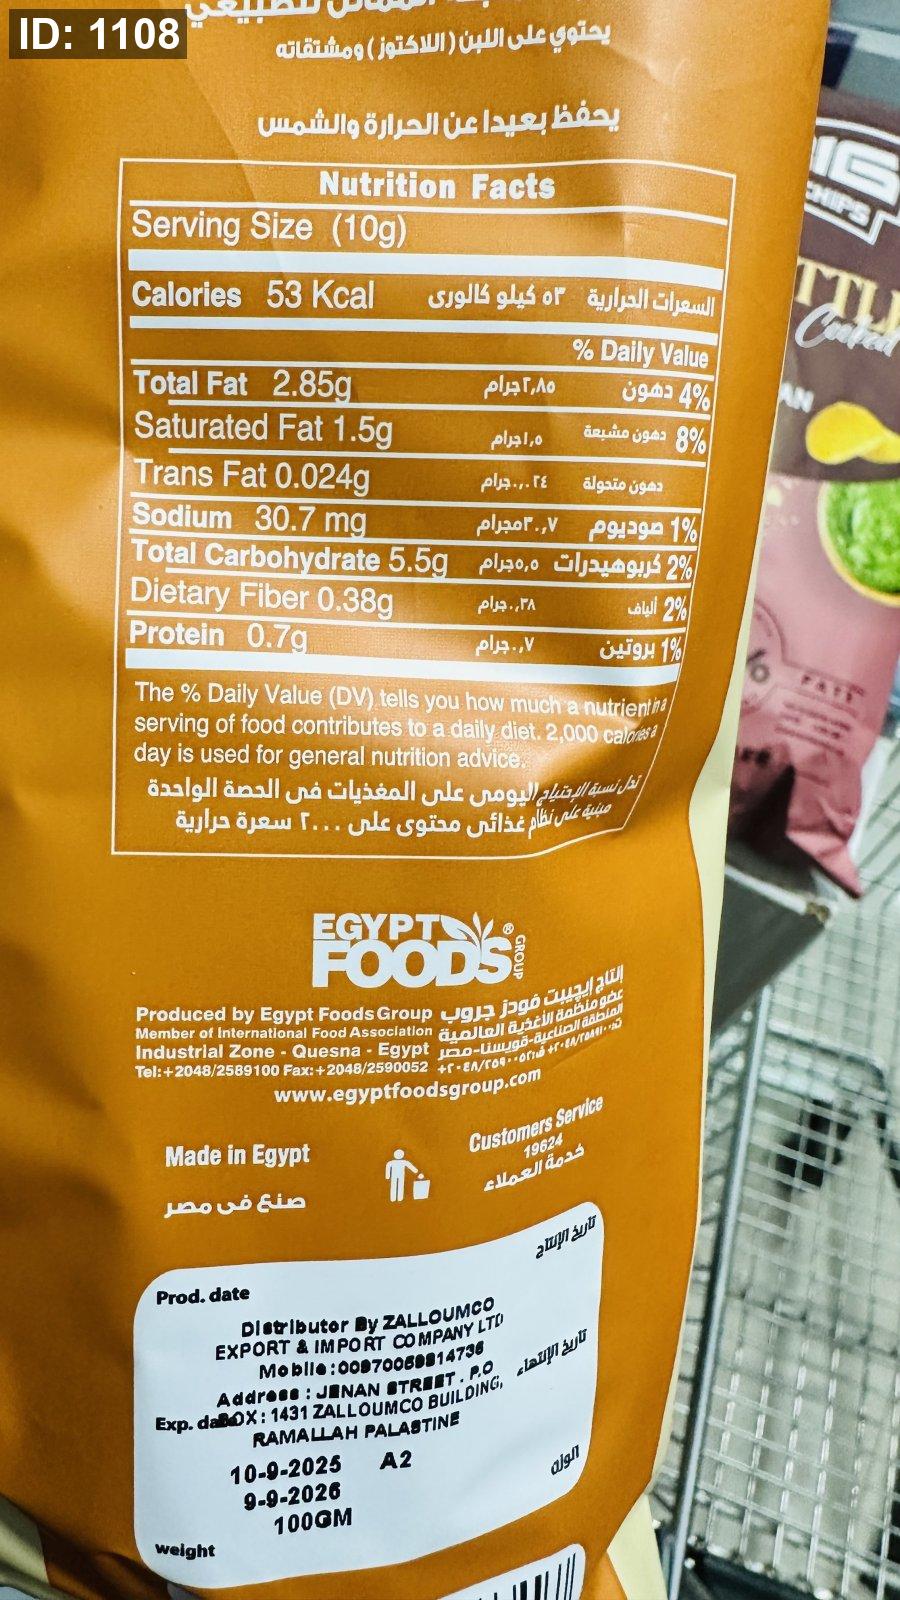 ID: 1108
يحتوي على اللبن (اللاكتوز) ومشتقاته
يحفظ بعيدا عن الحرارة والشمس
Nutrition Facts
Serving Size (10g)
Calories 53 Kcal السعرات الحرارية ٥٣ كيلو كالورى
% Daily Value
Total Fat 2.85g ٢,٨٥جرام دهون 4%
Saturated Fat 1.5g ١,٥جرام دهون مشبعة 8%
Trans Fat 0.024g ٠,٠٢٤جرام دهون متحولة
Sodium 30.7 mg ٣٠,٧مجرام صوديوم 1%
Total Carbohydrate 5.5g ٥,٥جرام كربوهيدرات 2%
Dietary Fiber 0.38g ٠,٣٨جرام ألياف 2%
Protein 0.7g ٠,٧جرام بروتين 1%
The % Daily Value (DV) tells you how much a nutrient in a
serving of food contributes to a daily diet. 2,000 calories a
day is used for general nutrition advice.
تدل نسبة الإحتياج اليومى على المغذيات فى الحصة الواحدة
مبنية على نظام غذائى محتوى على ٢٠٠٠ سعرة حرارية
EGYPT
FOODS®
GROUP
Produced by Egypt Foods Group إنتاج إيجيبت فودز جروب
Member of International Food Association عضو منظمة الأغذية العالمية
Industrial Zone - Quesna - Egypt المنطقة الصناعية-قويسنا-مصر
Tel:+2048/2589100 Fax:+2048/2590052
www.egyptfoodsgroup.com
Made in Egypt
صنع فى مصر
Customers Service
19624
خدمة العملاء
تاريخ الإنتاج
Prod. date
Distributor By ZALLOUMCO
EXPORT & IMPORT COMPANY LTD
Mobile:00970059814736
Address : JENAN STREET . P.O
تاريخ الإنتهاء
Exp. da BOX: 1431 ZALLOUMCO BUILDING,
RAMALLAH PALASTINE
10-9-2025 A2
9-9-2026
الوزن
100GM
weight
CHIPS
Cooked